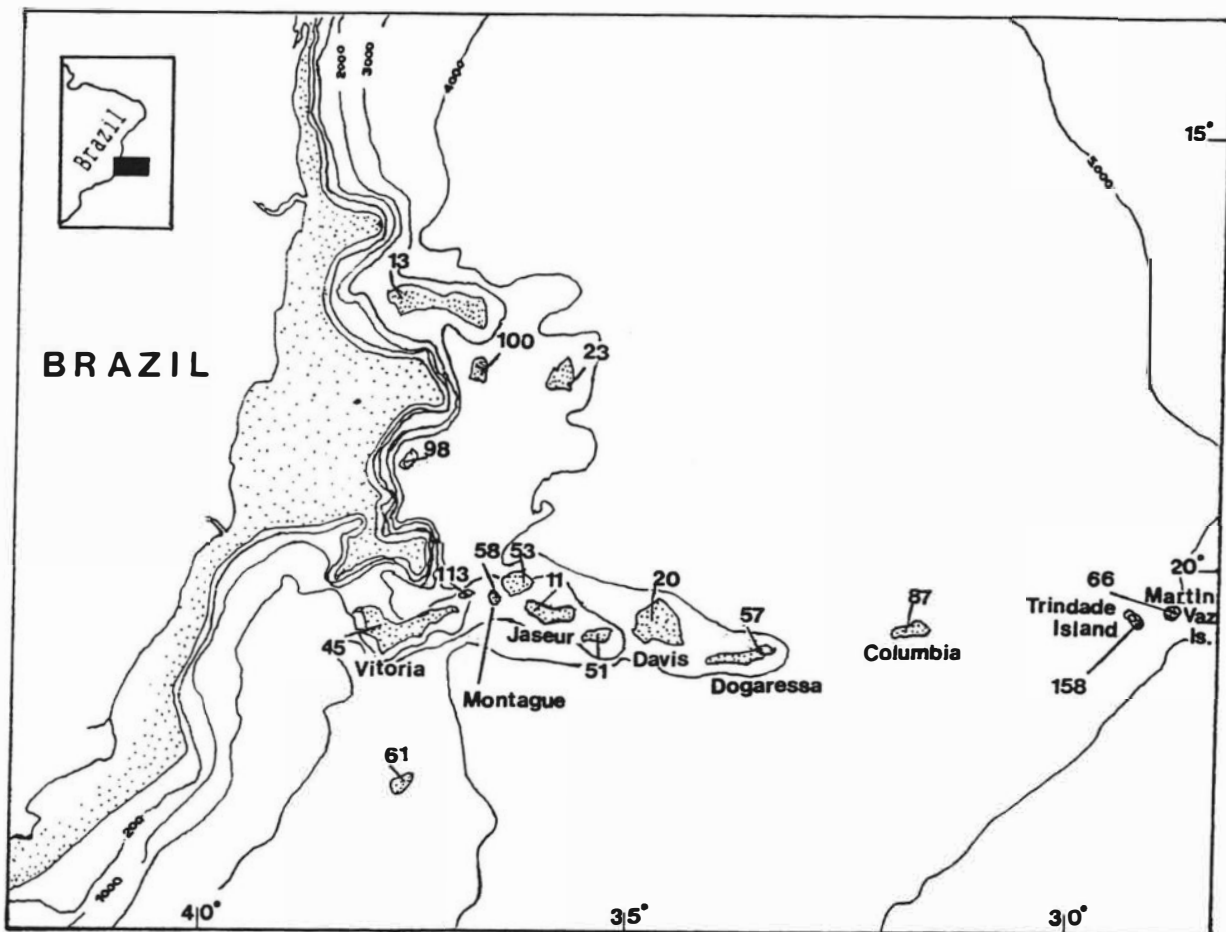 2000
3000
4000
15°
Brazil
5000
13
BRAZIL
100
23
98
58
53
20°
113
11
20
66
Martin
87
Trindade
Vaz
57
Island
Is.
45
Jaseur
Vitoria
51
Davis
Columbia
Montague
Dogaressa
158
61
200
1000
40°
35°
30°